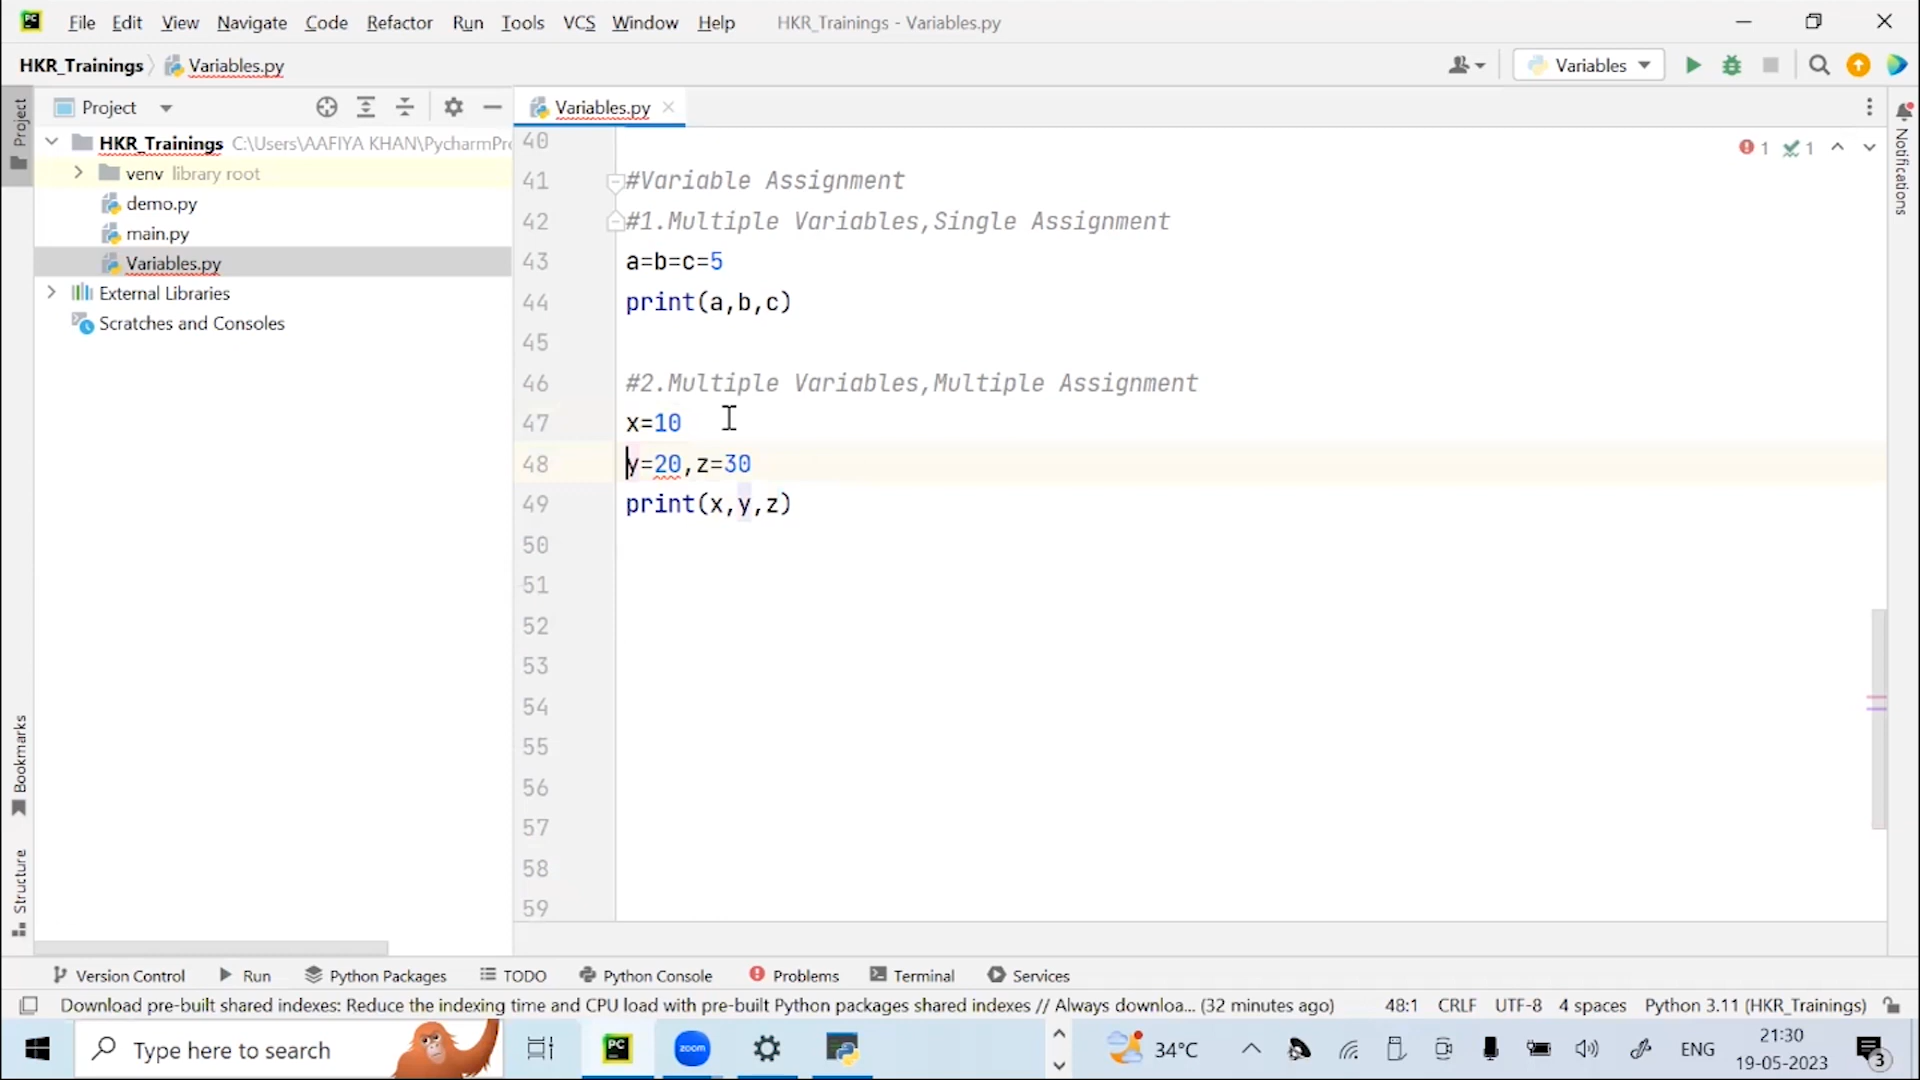 PC File Edit View Navigate Code Refactor Run Tools VCS Window Help HKR_Trainings - Variables.py
HKR_Trainings Variables.py Variables
Project Variables.py
Project
HKR_Trainings C:\Users\AAFIYA KHAN\PycharmPr
venv library root
demo.py
main.py
Variables.py
External Libraries
Scratches and Consoles
Bookmarks
Structure
Notifications
1 1
40
41 #Variable Assignment
42 #1.Multiple Variables,Single Assignment
43 a=b=c=5
44 print(a,b,c)
45
46 #2.Multiple Variables,Multiple Assignment
47 x=10
48 y=20,z=30
49 print(x,y,z)
50
51
52
53
54
55
56
57
58
59
Version Control Run Python Packages TODO Python Console Problems Terminal Services
Download pre-built shared indexes: Reduce the indexing time and CPU load with pre-built Python packages shared indexes // Always downloa... (32 minutes ago) 48:1 CRLF UTF-8 4 spaces Python 3.11 (HKR_Trainings)
Type here to search PC zoom 34°C ENG 21:30
19-05-2023 3